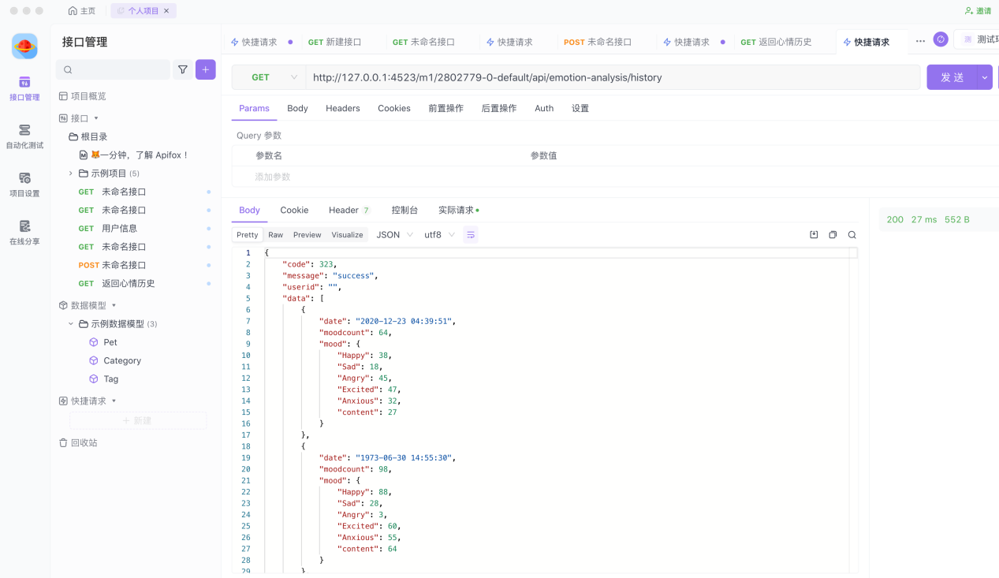 主页
个人项目
邀请
接口管理
接口管理
自动化测试
项目设置
在线分享
项目概览
接口
根目录
一分钟，了解 Apifox！
示例项目 (5)
GET 未命名接口
GET 未命名接口
GET 用户信息
GET 未命名接口
POST 未命名接口
GET 返回心情历史
数据模型
示例数据模型 (3)
Pet
Category
Tag
快捷请求
+ 新建
回收站
快捷请求 GET 新建接口 GET 未命名接口 快捷请求 POST 未命名接口 快捷请求 GET 返回心情历史 快捷请求 测 测试环
GET http://127.0.0.1:4523/m1/2802779-0-default/api/emotion-analysis/history 发送
Params Body Headers Cookies 前置操作 后置操作 Auth 设置
Query 参数
参数名 参数值
添加参数
Body Cookie Header 7 控制台 实际请求
200 27 ms 552 B
Pretty Raw Preview Visualize JSON utf8
1 {
2 "code": 323,
3 "message": "success",
4 "userid": "",
5 "data": [
6 {
7 "date": "2020-12-23 04:39:51",
8 "moodcount": 64,
9 "mood": {
10 "Happy": 38,
11 "Sad": 18,
12 "Angry": 45,
13 "Excited": 47,
14 "Anxious": 32,
15 "content": 27
16 }
17 },
18 {
19 "date": "1973-06-30 14:55:30",
20 "moodcount": 98,
21 "mood": {
22 "Happy": 88,
23 "Sad": 28,
24 "Angry": 3,
25 "Excited": 60,
26 "Anxious": 55,
27 "content": 64
28 }
29 }